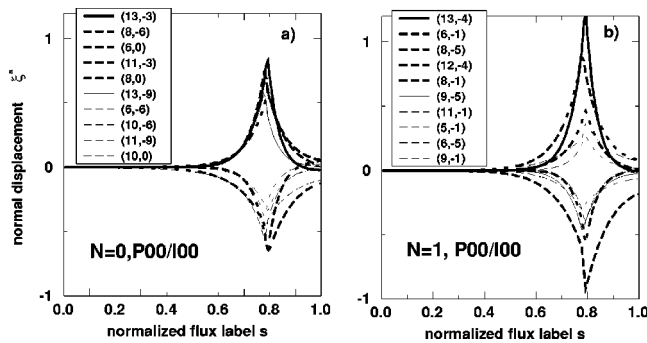 (13,-3)
(8,-6)
(6,0)
(11,-3)
(8,0)
(13,-9)
(6,-6)
(10,-6)
(11,-9)
(10,0)
a)
normal displacement ξˢ
1
0
-1
N=0,P00/I00
0.0 0.2 0.4 0.6 0.8 1.0
normalized flux label s
(13,-4)
(6,-1)
(8,-5)
(12,-4)
(8,-1)
(9,-5)
(11,-1)
(5,-1)
(6,-5)
(9,-1)
b)
1
0
-1
N=1, P00/I00
0.0 0.2 0.4 0.6 0.8 1.0
normalized flux label s